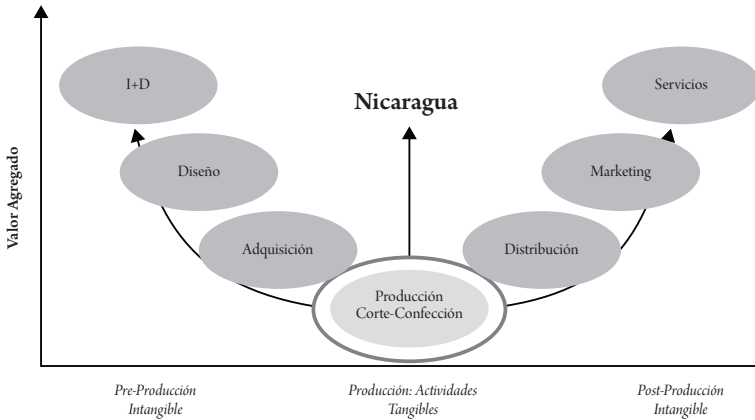 I+D
Servicios
Nicaragua
Diseño
Marketing
Adquisición
Distribución
Producción
Corte-Confección
Valor Agregado
Pre-Producción
Intangible
Producción: Actividades
Tangibles
Post-Producción
Intangible